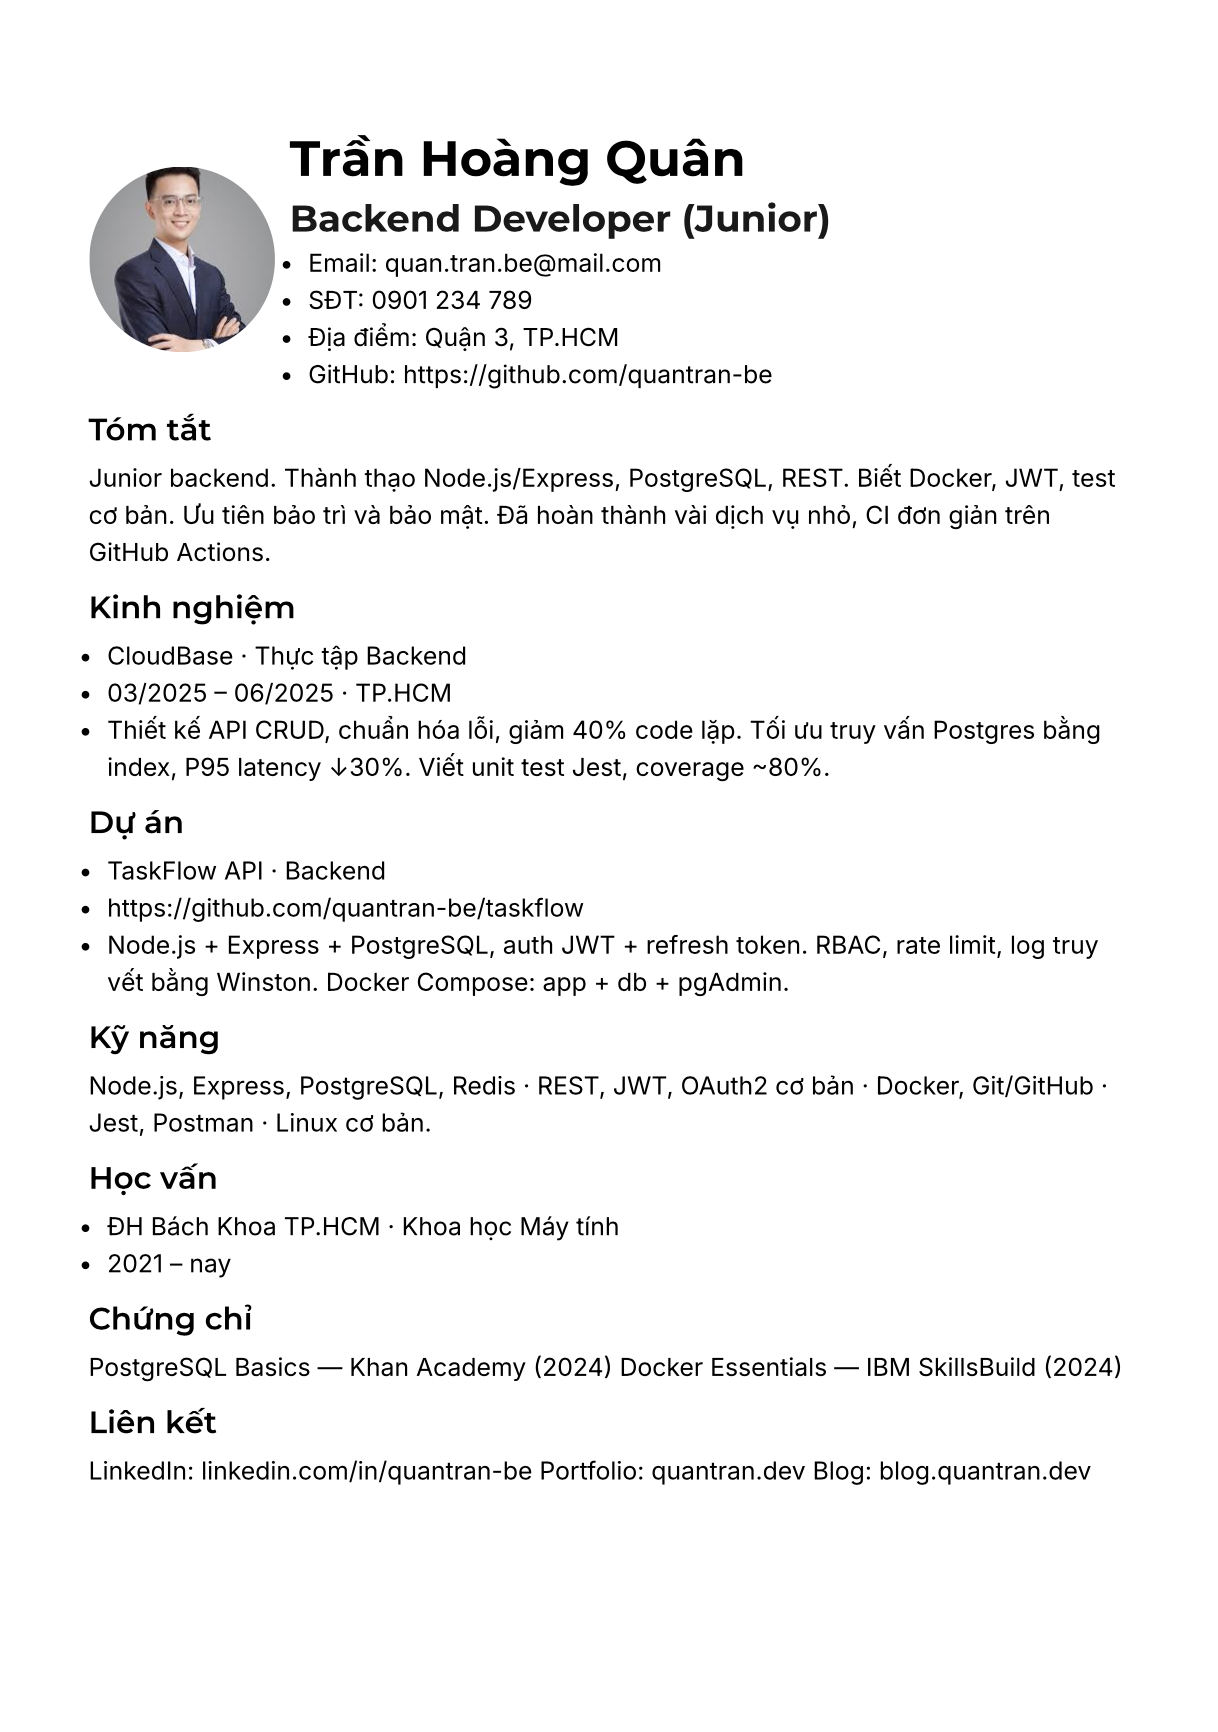 Trần Hoàng Quân
Backend Developer (Junior)
• Email: quan.tran.be@mail.com
• SĐT: 0901 234 789
• Địa điểm: Quận 3, TP.HCM
• GitHub: https://github.com/quantran-be
Tóm tắt
Junior backend. Thành thạo Node.js/Express, PostgreSQL, REST. Biết Docker, JWT, test
cơ bản. Ưu tiên bảo trì và bảo mật. Đã hoàn thành vài dịch vụ nhỏ, CI đơn giản trên
GitHub Actions.
Kinh nghiệm
• CloudBase · Thực tập Backend
• 03/2025 – 06/2025 · TP.HCM
• Thiết kế API CRUD, chuẩn hóa lỗi, giảm 40% code lặp. Tối ưu truy vấn Postgres bằng
index, P95 latency ↓30%. Viết unit test Jest, coverage ~80%.
Dự án
• TaskFlow API · Backend
• https://github.com/quantran-be/taskflow
• Node.js + Express + PostgreSQL, auth JWT + refresh token. RBAC, rate limit, log truy
vết bằng Winston. Docker Compose: app + db + pgAdmin.
Kỹ năng
Node.js, Express, PostgreSQL, Redis · REST, JWT, OAuth2 cơ bản · Docker, Git/GitHub ·
Jest, Postman · Linux cơ bản.
Học vấn
• ĐH Bách Khoa TP.HCM · Khoa học Máy tính
• 2021 – nay
Chứng chỉ
PostgreSQL Basics — Khan Academy (2024) Docker Essentials — IBM SkillsBuild (2024)
Liên kết
LinkedIn: linkedin.com/in/quantran-be Portfolio: quantran.dev Blog: blog.quantran.dev